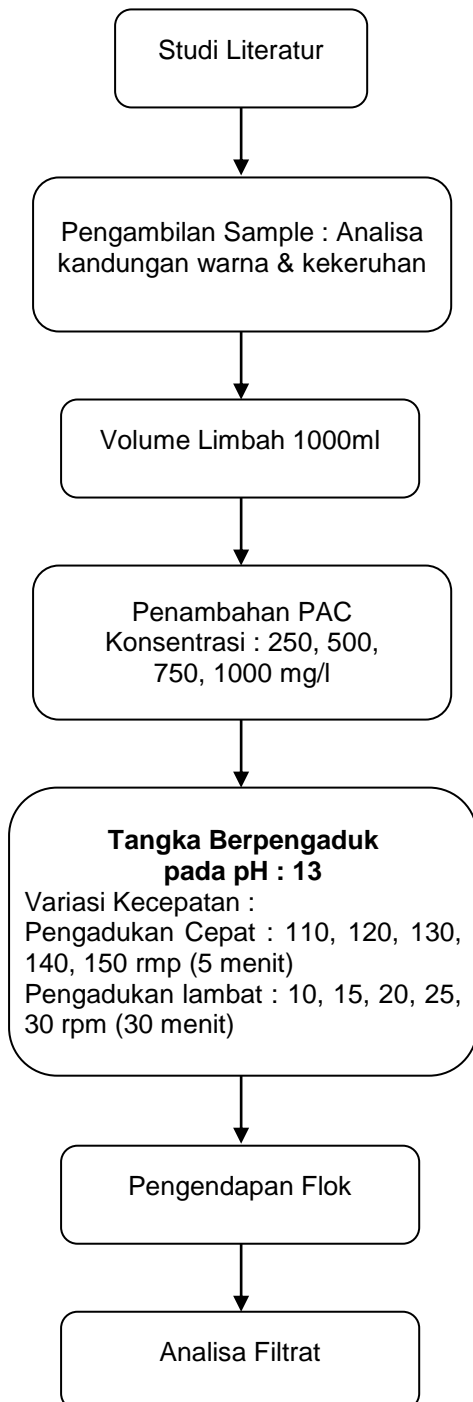 Studi Literatur
Pengambilan Sample : Analisa
kandungan warna & kekeruhan
Volume Limbah 1000ml
Penambahan PAC
Konsentrasi : 250, 500,
750, 1000 mg/l
Tangka Berpengaduk
pada pH : 13
Variasi Kecepatan :
Pengadukan Cepat : 110, 120, 130,
140, 150 rmp (5 menit)
Pengadukan lambat : 10, 15, 20, 25,
30 rpm (30 menit)
Pengendapan Flok
Analisa Filtrat